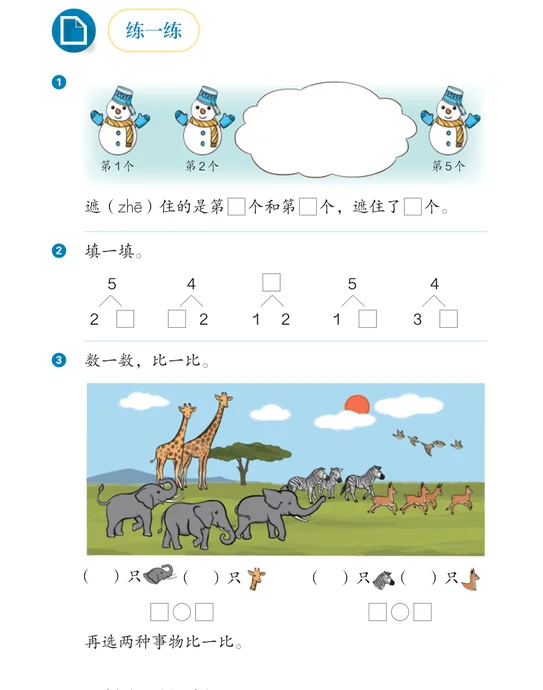 练一练
1
第1个 第2个 第5个
遮（zhē）住的是第□个和第□个，遮住了□个。
2 填一填。
5 4 □ 5 4
2 □ □ 2 1 2 1 □ 3 □
3 数一数，比一比。
（ ）只 （ ）只 （ ）只 （ ）只
□○□ □○□
再选两种事物比一比。